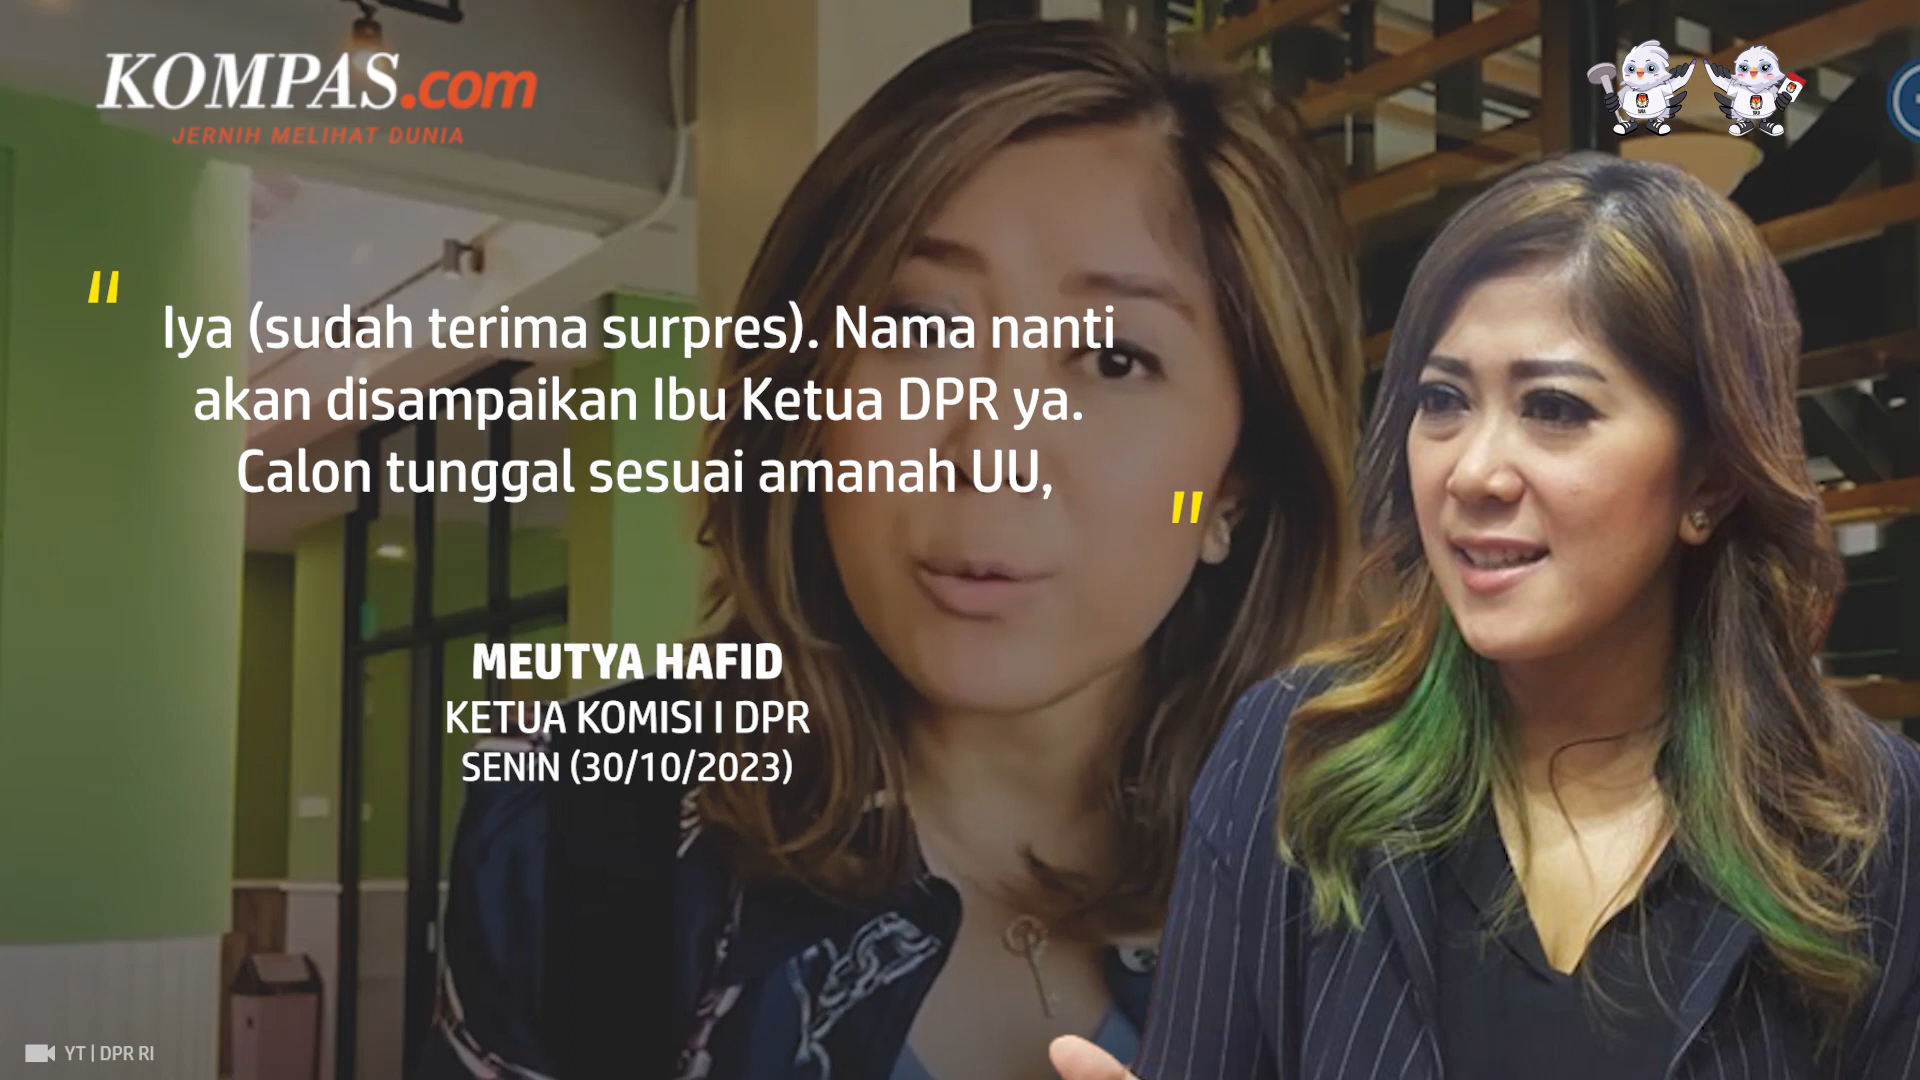 KOMPAS.com
JERNIH MELIHAT DUNIA
"
Iya (sudah terima surpres). Nama nanti
akan disampaikan Ibu Ketua DPR ya.
Calon tunggal sesuai amanah UU,
"
MEUTYA HAFID
KETUA KOMISI I DPR
SENIN (30/10/2023)
YT | DPR RI